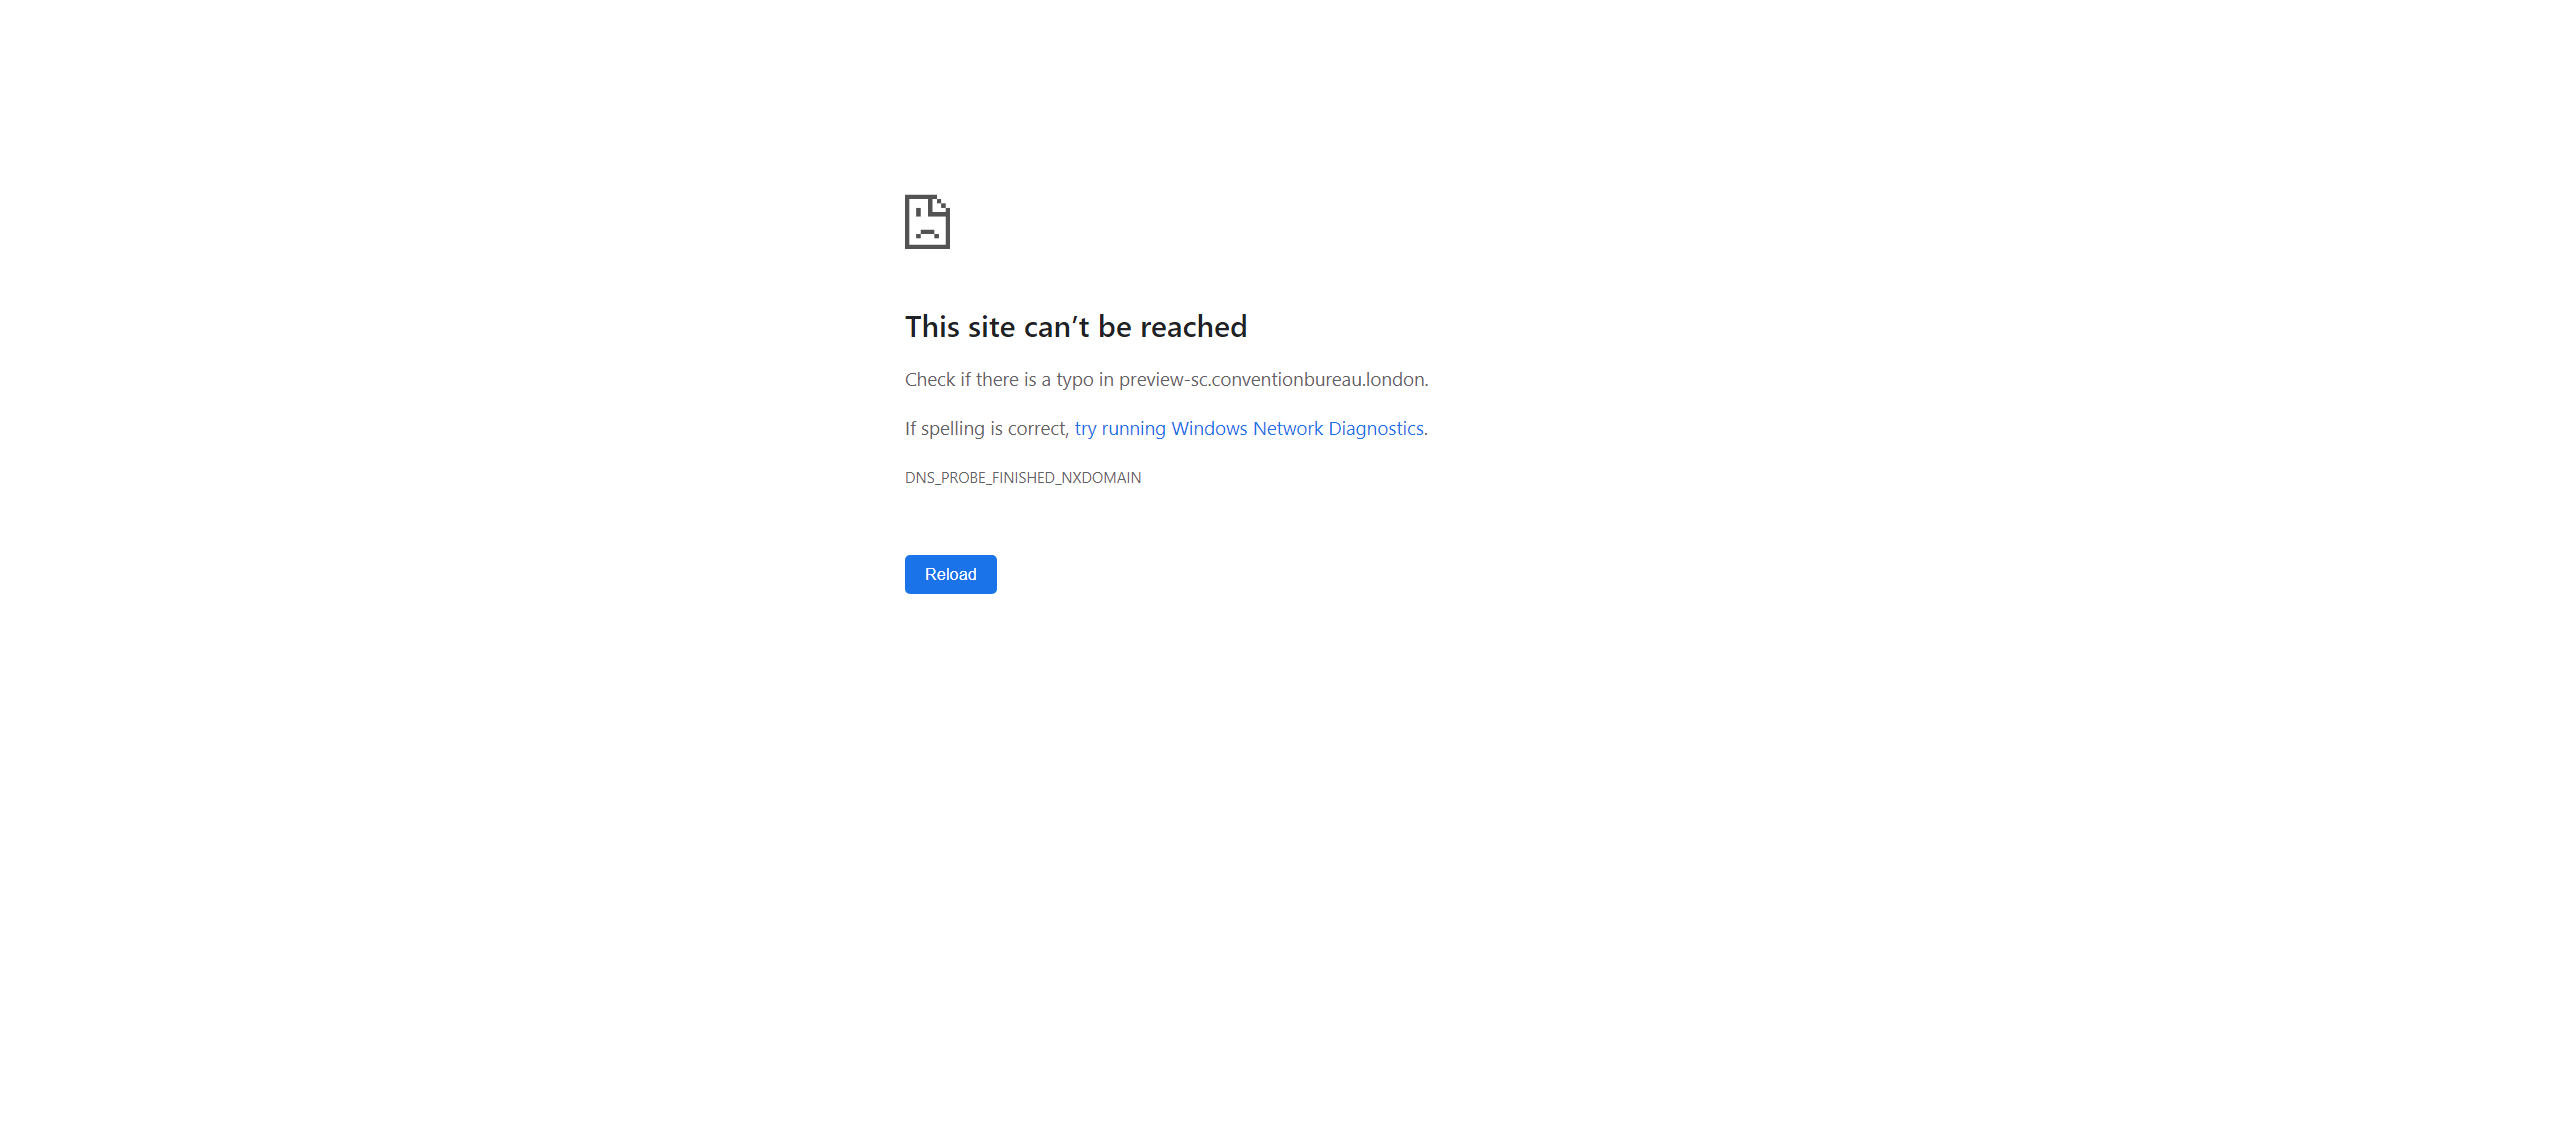 This site can’t be reached
Check if there is a typo in preview-sc.conventionbureau.london.
If spelling is correct, try running Windows Network Diagnostics.
DNS_PROBE_FINISHED_NXDOMAIN
Reload